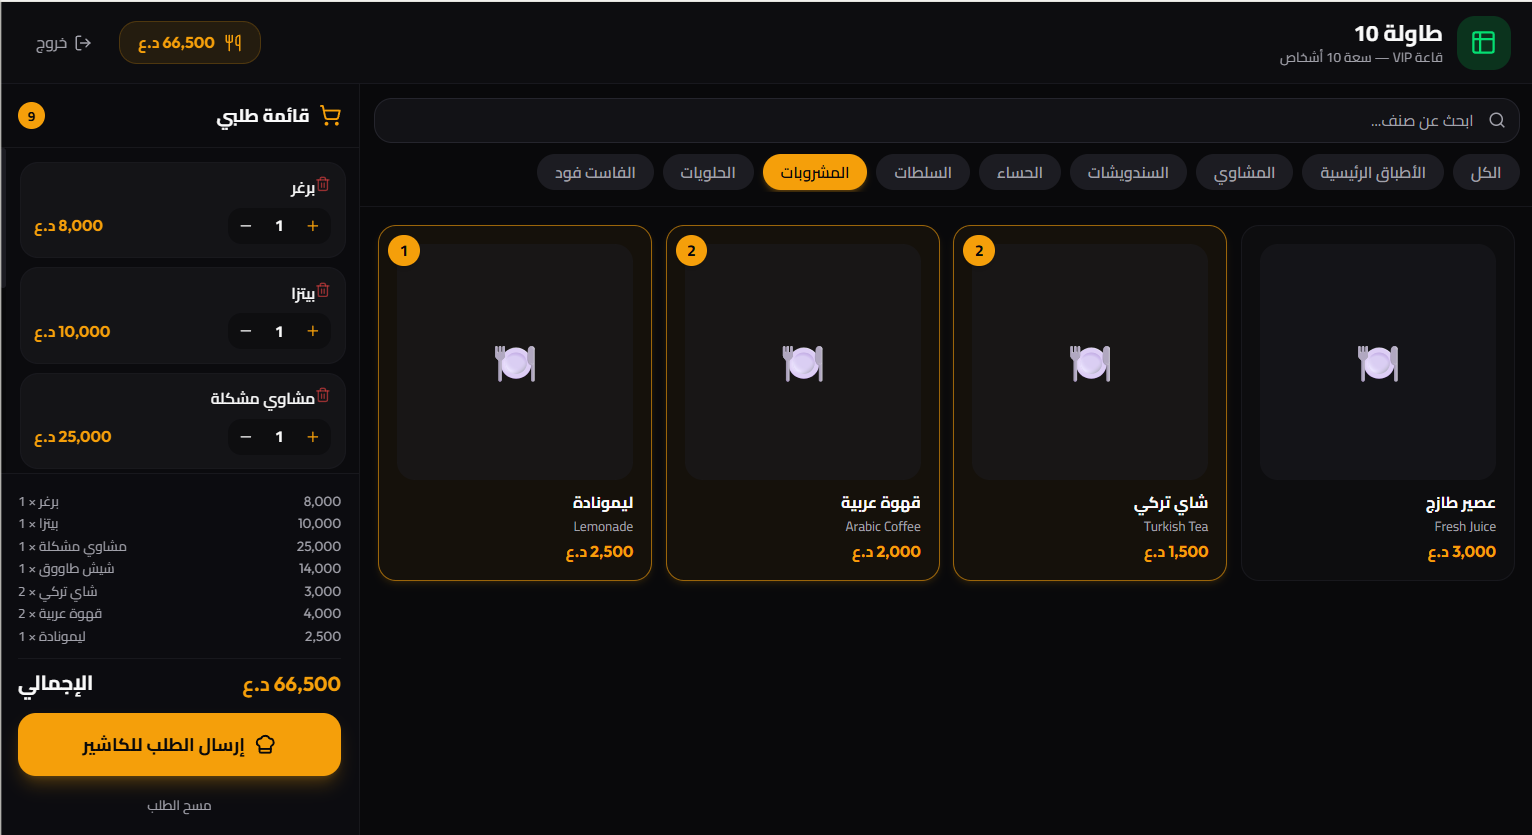 طاولة 10
قاعة VIP — سعة 10 أشخاص
66,500 د.ع
خروج
ابحث عن صنف...
الكل
الأطباق الرئيسية
المشاوي
السندويشات
الحساء
السلطات
المشروبات
الحلويات
الفاست فود
عصير طازج
Fresh Juice
3,000 د.ع
2
شاي تركي
Turkish Tea
1,500 د.ع
2
قهوة عربية
Arabic Coffee
2,000 د.ع
1
ليمونادة
Lemonade
2,500 د.ع
قائمة طلبي
9
برغر
+ 1 −
8,000 د.ع
بيتزا
+ 1 −
10,000 د.ع
مشاوي مشكلة
+ 1 −
25,000 د.ع
برغر × 1 8,000
بيتزا × 1 10,000
مشاوي مشكلة × 1 25,000
شيش طاووق × 1 14,000
شاي تركي × 2 3,000
قهوة عربية × 2 4,000
ليمونادة × 1 2,500
الإجمالي 66,500 د.ع
إرسال الطلب للكاشير
مسح الطلب